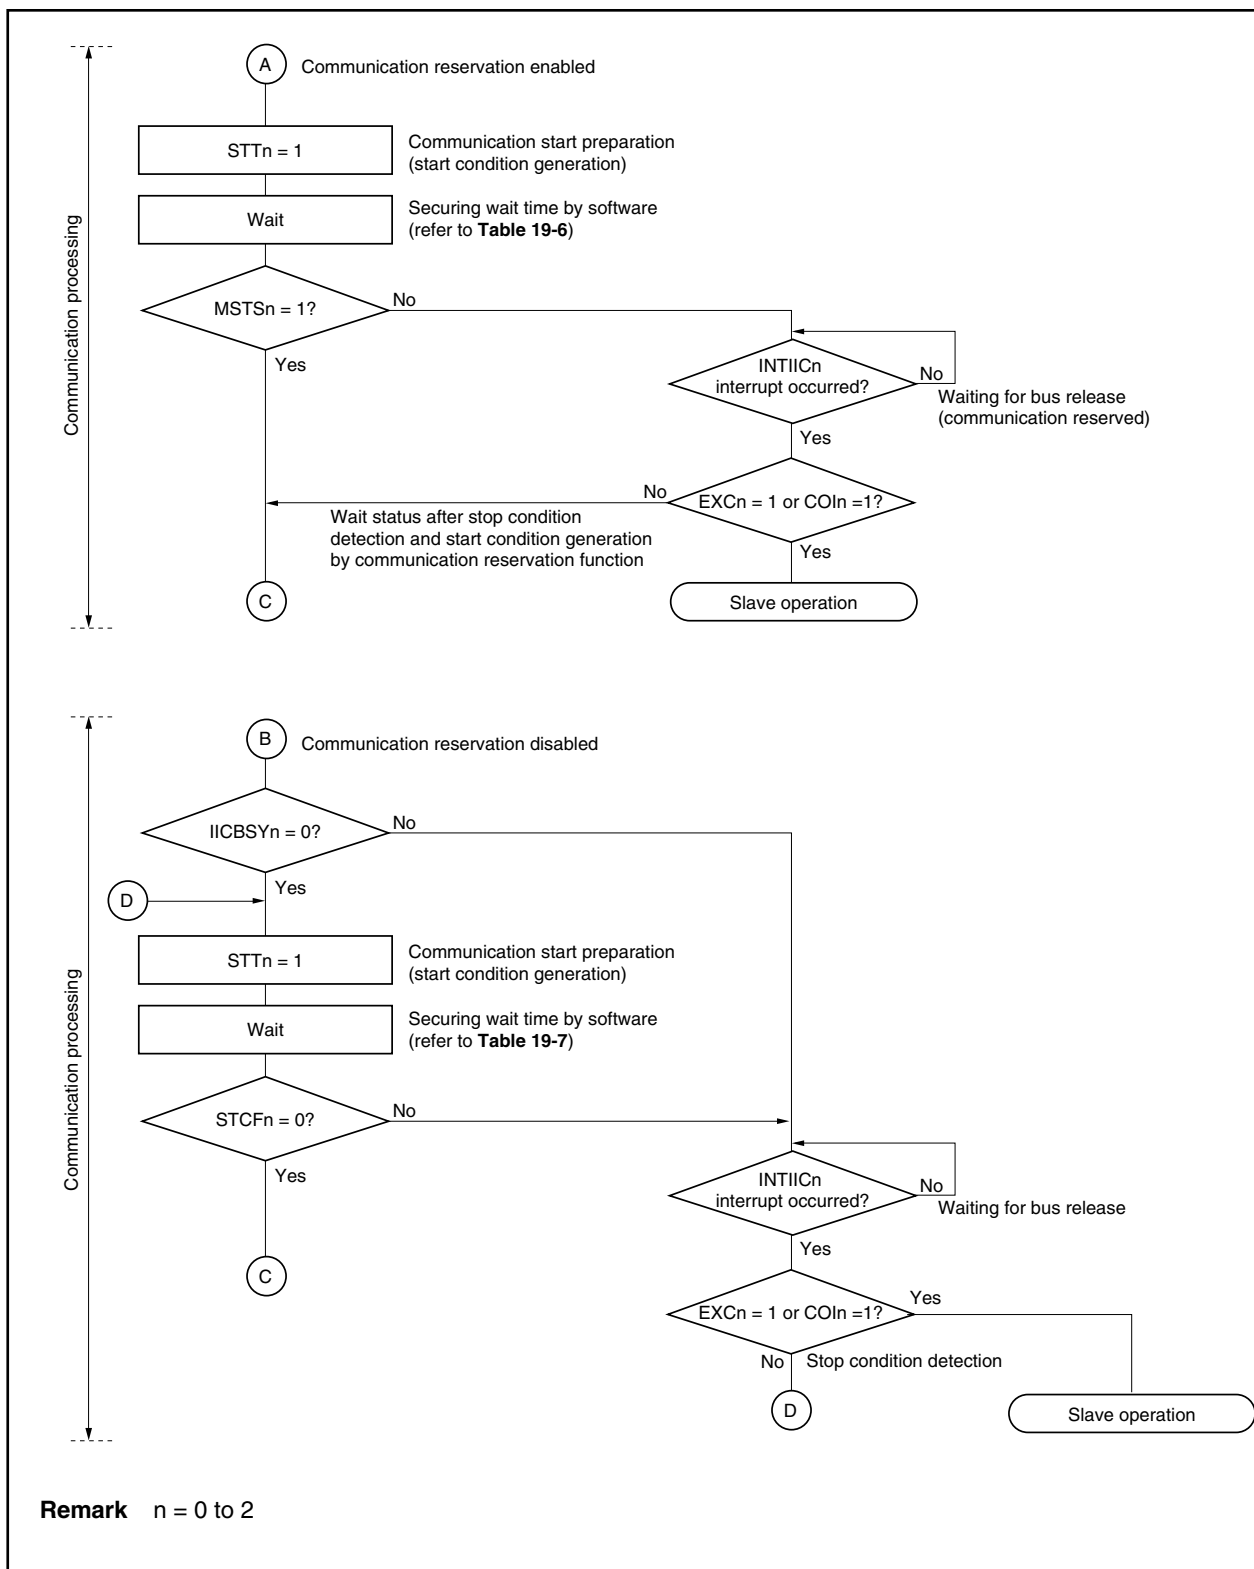 A
Communication reservation enabled
STTn = 1
Communication start preparation
(start condition generation)
Wait
Securing wait time by software
(refer to Table 19-6)
MSTSn = 1?
No
Yes
INTIICn
interrupt occurred?
No
Waiting for bus release
(communication reserved)
Yes
EXCn = 1 or COIn =1?
No
Wait status after stop condition
detection and start condition generation
by communication reservation function
Yes
C
Slave operation
Communication processing
B
Communication reservation disabled
IICBSYn = 0?
No
Yes
D
STTn = 1
Communication start preparation
(start condition generation)
Wait
Securing wait time by software
(refer to Table 19-7)
STCFn = 0?
No
Yes
INTIICn
interrupt occurred?
No
Waiting for bus release
Yes
C
EXCn = 1 or COIn =1?
Yes
No
Stop condition detection
D
Slave operation
Communication processing
Remark n = 0 to 2